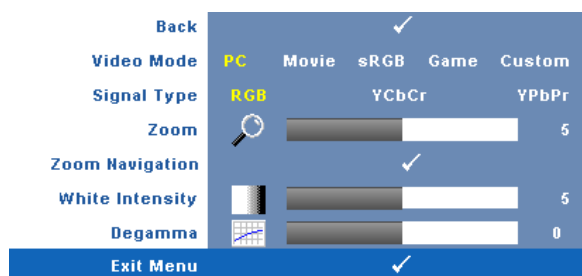 Back
Video Mode PC Movie sRGB Game Custom
Signal Type RGB YCbCr YPbPr
Zoom 5
Zoom Navigation
White Intensity 5
Degamma 0
Exit Menu